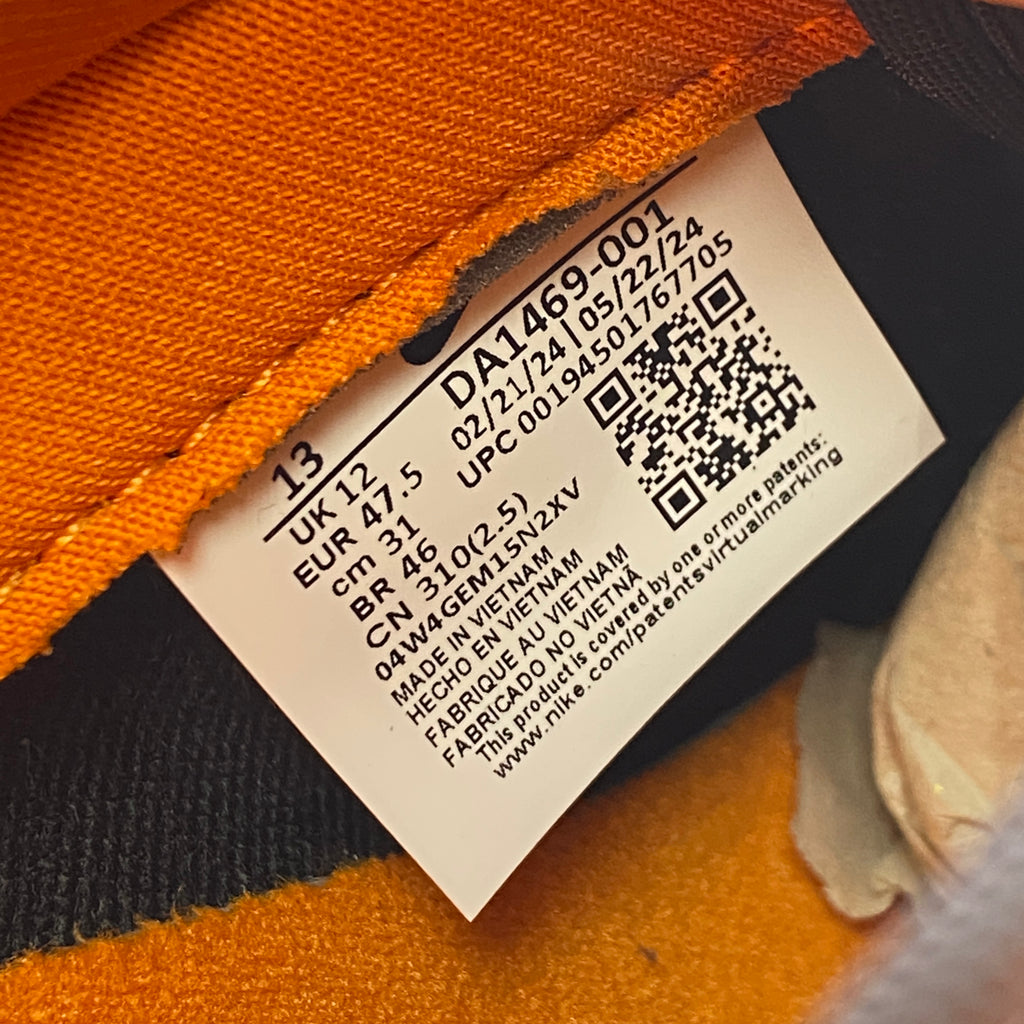 13 DA1469-001
UK 12 02/21/24 | 05/22/24
EUR 47.5 UPC 00194501767705
cm 31
BR 46
CN 310(2.5)
04W4GEM15N2XV
MADE IN VIETNAM
HECHO EN VIETNAM
FABRIQUE AU VIETNAM
FABRICADO NO VIETNÃ
This product is covered by one or more patents:
www.nike.com/patentsvirtualmarking